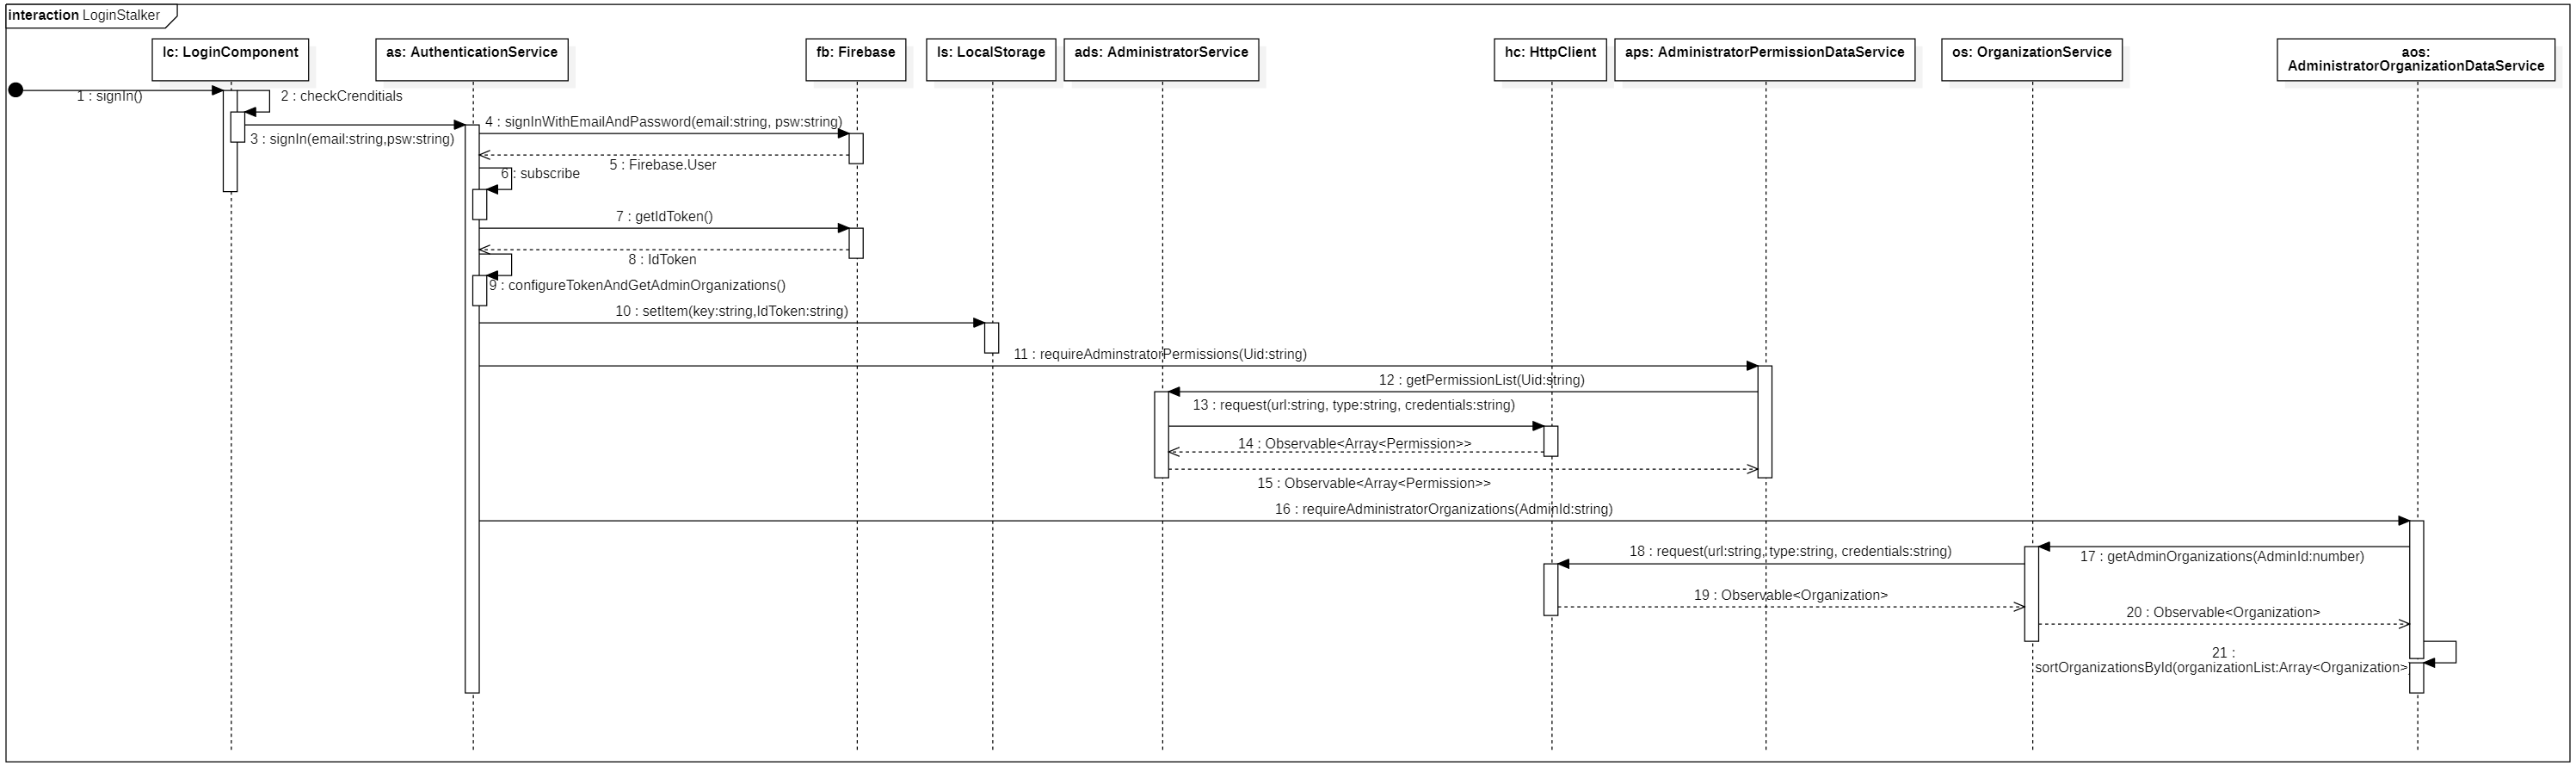 interaction LoginStalker
lc: LoginComponent
as: AuthenticationService
fb: Firebase
ls: LocalStorage
ads: AdministratorService
hc: HttpClient
aps: AdministratorPermissionDataService
os: OrganizationService
aos:
AdministratorOrganizationDataService
1 : signIn()
2 : checkCrenditials
3 : signIn(email:string,psw:string)
4 : signInWithEmailAndPassword(email:string, psw:string)
5 : Firebase.User
6 : subscribe
7 : getIdToken()
8 : IdToken
9 : configureTokenAndGetAdminOrganizations()
10 : setItem(key:string,IdToken:string)
11 : requireAdminstratorPermissions(Uid:string)
12 : getPermissionList(Uid:string)
13 : request(url:string, type:string, credentials:string)
14 : Observable<Array<Permission>>
15 : Observable<Array<Permission>>
16 : requireAdministratorOrganizations(AdminId:string)
17 : getAdminOrganizations(AdminId:number)
18 : request(url:string, type:string, credentials:string)
19 : Observable<Organization>
20 : Observable<Organization>
21 :
sortOrganizationsById(organizationList:Array<Organization>